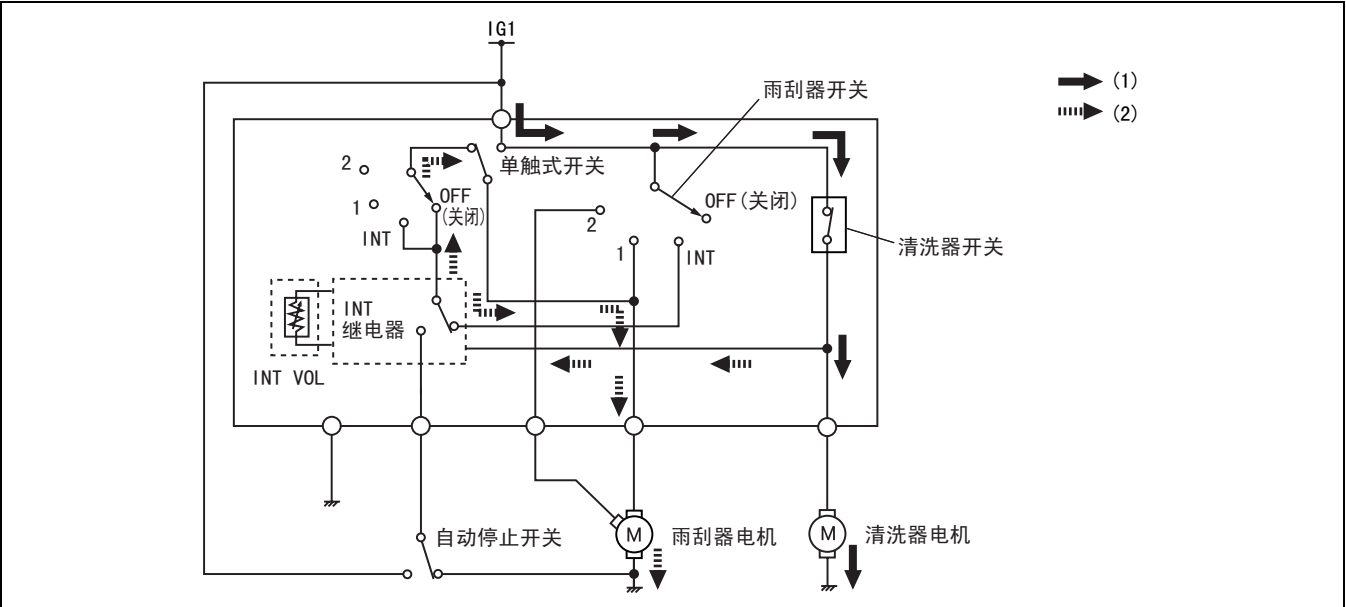 IG1
雨刮器开关
(1)
(2)
2
单触式开关
OFF
(关闭)
1
INT
OFF(关闭)
2
1
INT
清洗器开关
INT
继电器
INT VOL
自动停止开关
M
雨刮器电机
M
清洗器电机